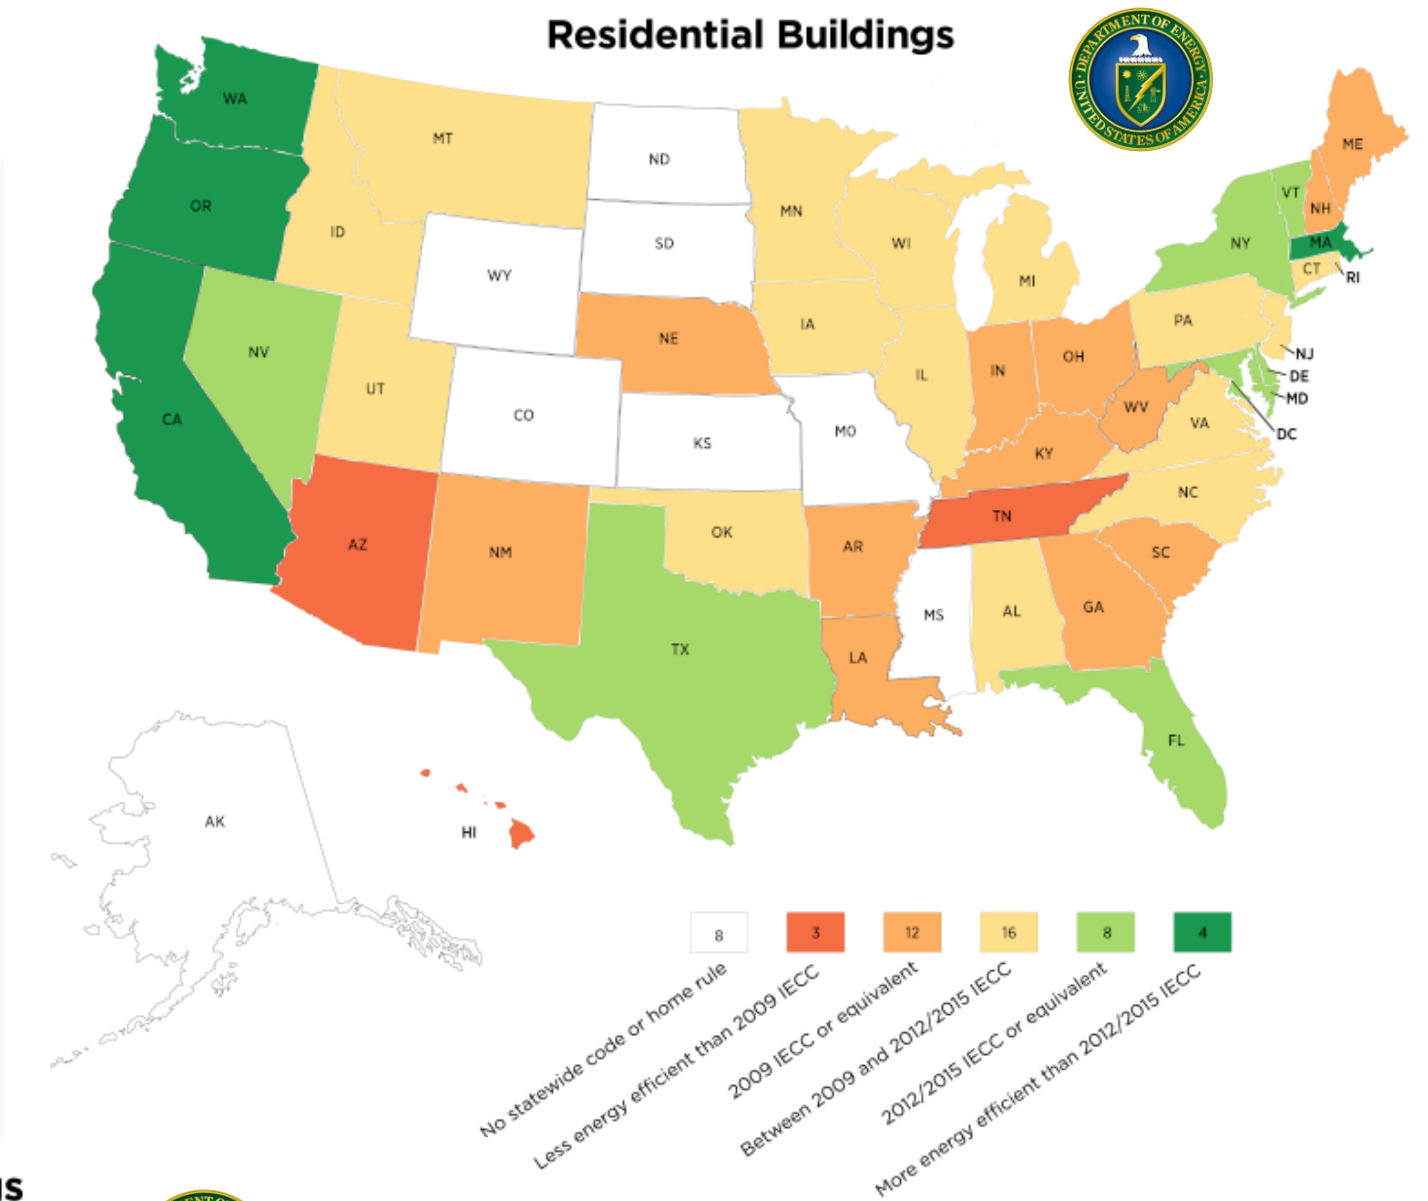 Residential Buildings
DEPARTMENT OF ENERGY
UNITED STATES OF AMERICA
WA
MT
ND
ME
OR
MN
VT
NH
ID
SD
WI
NY
MA
WY
CT
RI
MI
NE
IA
PA
NV
OH
NJ
UT
IN
IL
DE
MD
CA
CO
WV
VA
DC
KS
MO
KY
NC
TN
AZ
NM
OK
AR
SC
MS
AL
GA
TX
LA
FL
AK
HI
8
3
12
16
8
4
No statewide code or home rule
Less energy efficient than 2009 IECC
2009 IECC or equivalent
Between 2009 and 2012/2015 IECC
2012/2015 IECC or equivalent
More energy efficient than 2012/2015 IECC